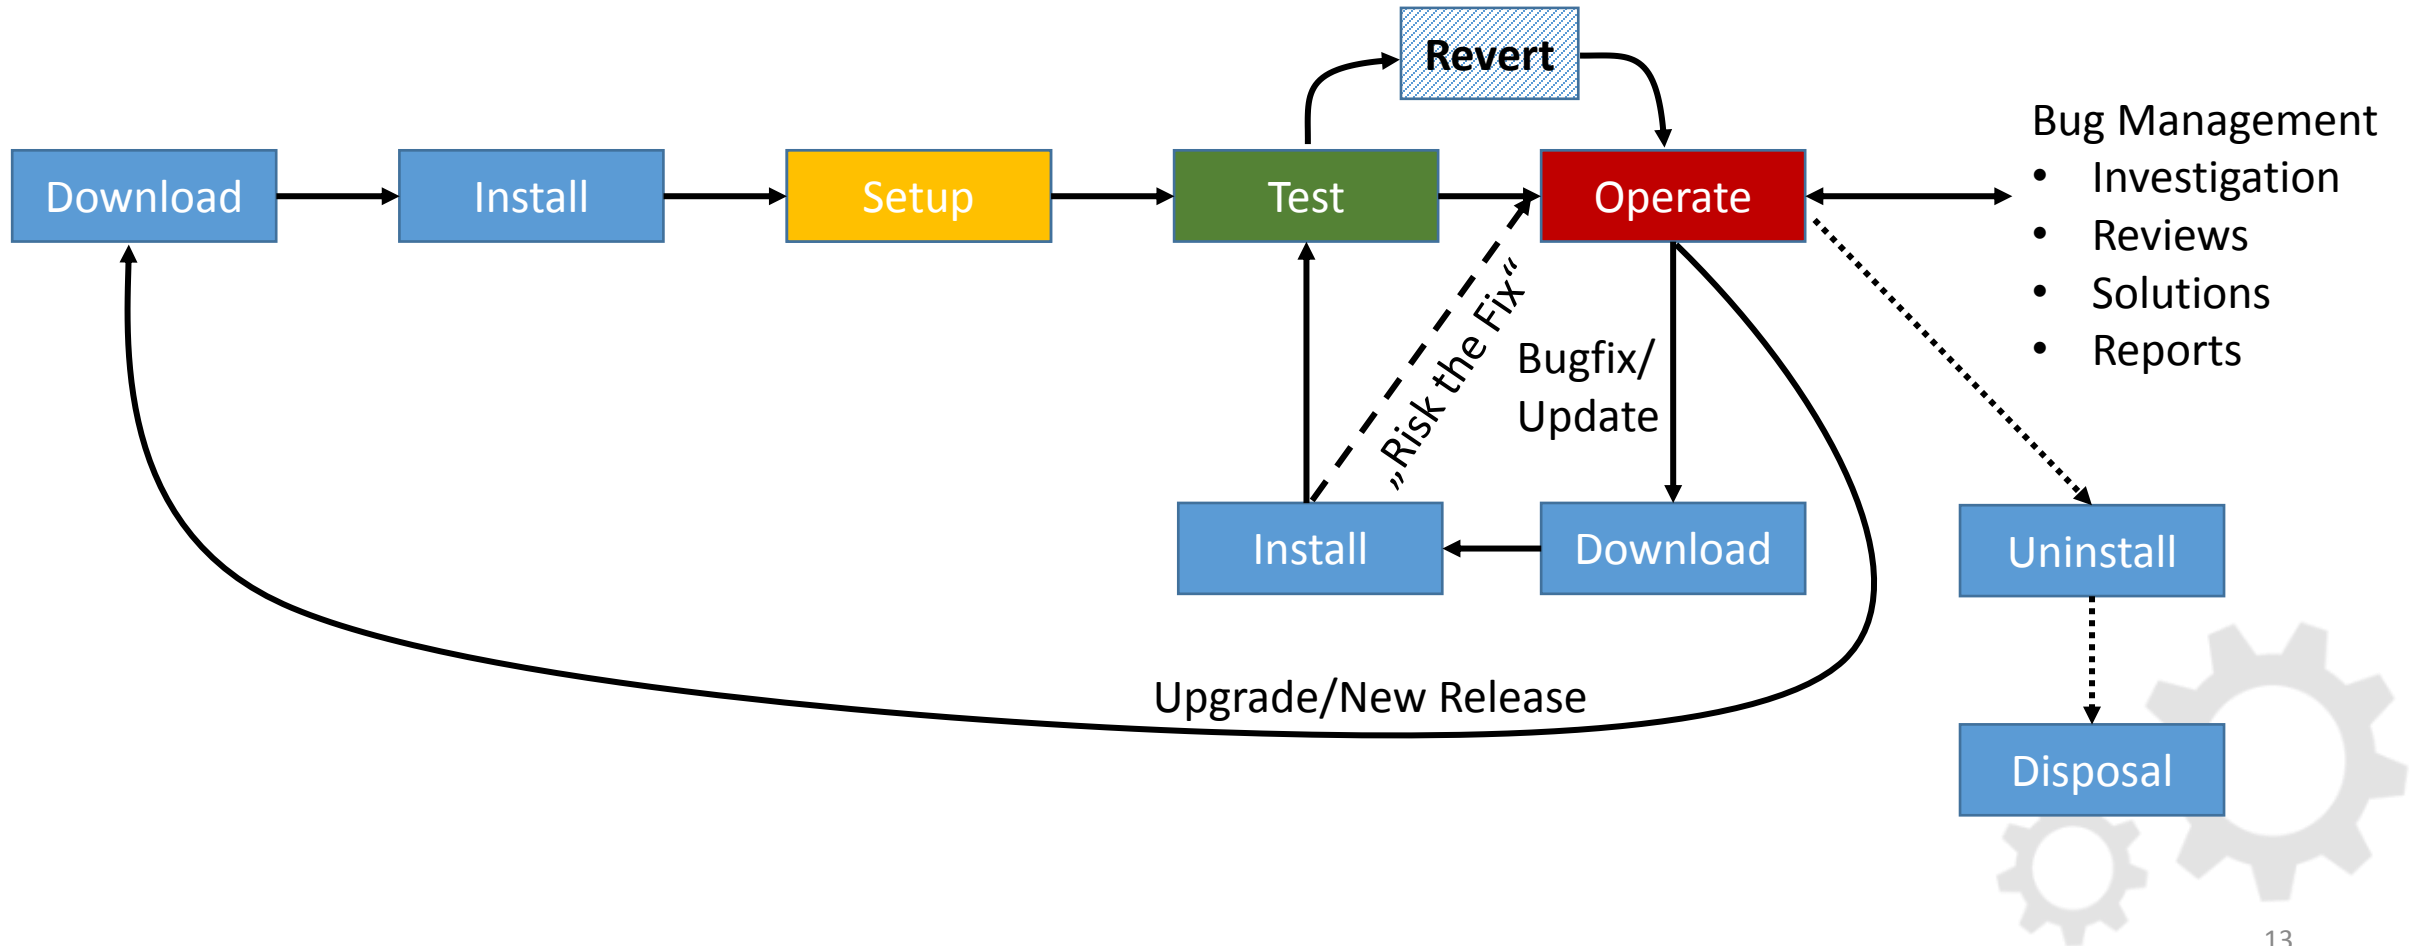 Revert
Bug Management
• Investigation
• Reviews
• Solutions
• Reports
Download
Install
Setup
Test
Operate
„Risk the Fix“
Bugfix/
Update
Install
Download
Uninstall
Upgrade/New Release
Disposal
13